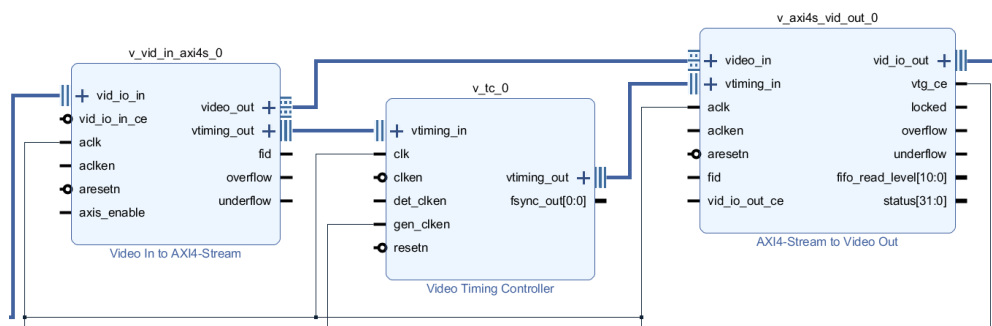 v_vid_in_axi4s_0
vid_io_in
vid_io_in_ce
aclk
aclken
aresetn
axis_enable
video_out
vtiming_out
fid
overflow
underflow
Video In to AXI4-Stream
v_tc_0
vtiming_in
clk
clken
det_clken
gen_clken
resetn
vtiming_out
fsync_out[0:0]
Video Timing Controller
v_axi4s_vid_out_0
video_in
vtiming_in
aclk
aclken
aresetn
fid
vid_io_out_ce
vid_io_out
vtg_ce
locked
overflow
underflow
fifo_read_level[10:0]
status[31:0]
AXI4-Stream to Video Out